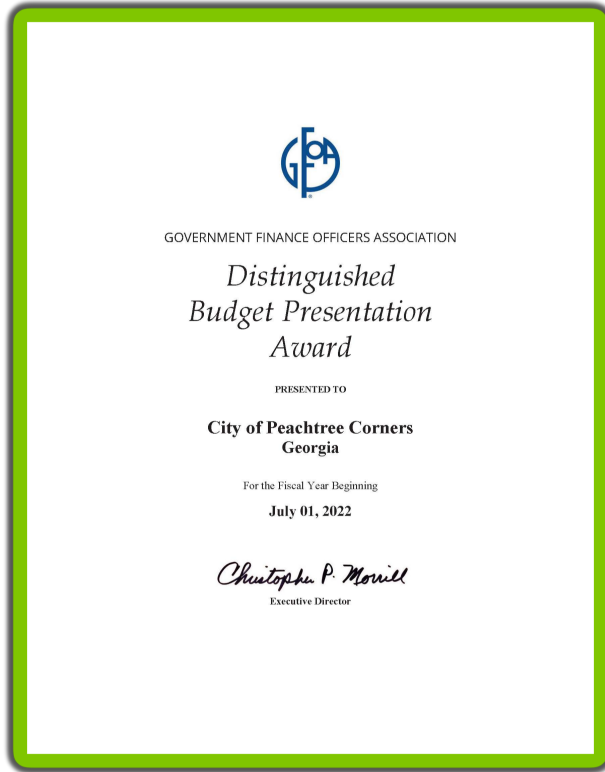 GFOA
GOVERNMENT FINANCE OFFICERS ASSOCIATION
Distinguished
Budget Presentation
Award
PRESENTED TO
City of Peachtree Corners
Georgia
For the Fiscal Year Beginning
July 01, 2022
Christopher P. Morrill
Executive Director